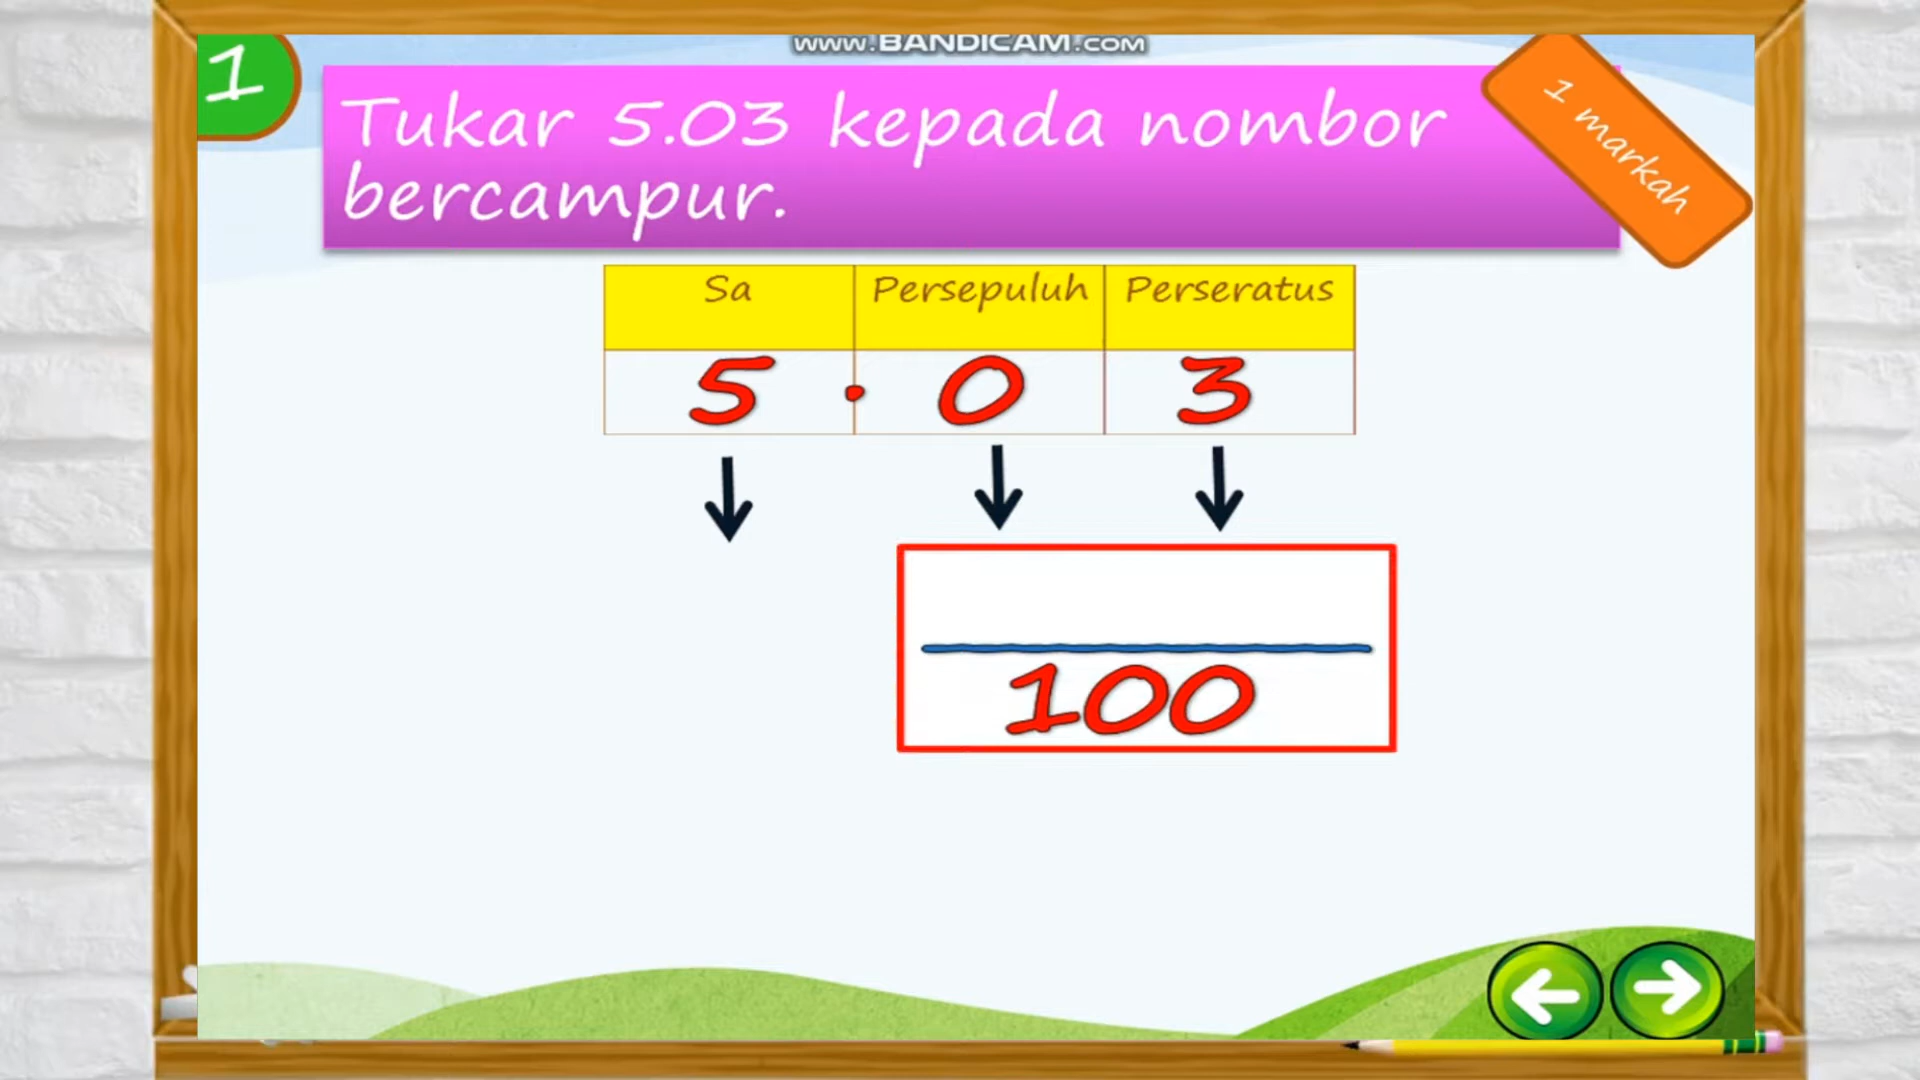 www.BANDICAM.com
1
Tukar 5.03 kepada nombor
bercampur.
1 markah
Sa Persepuluh Perseratus
5 . 0 3
100